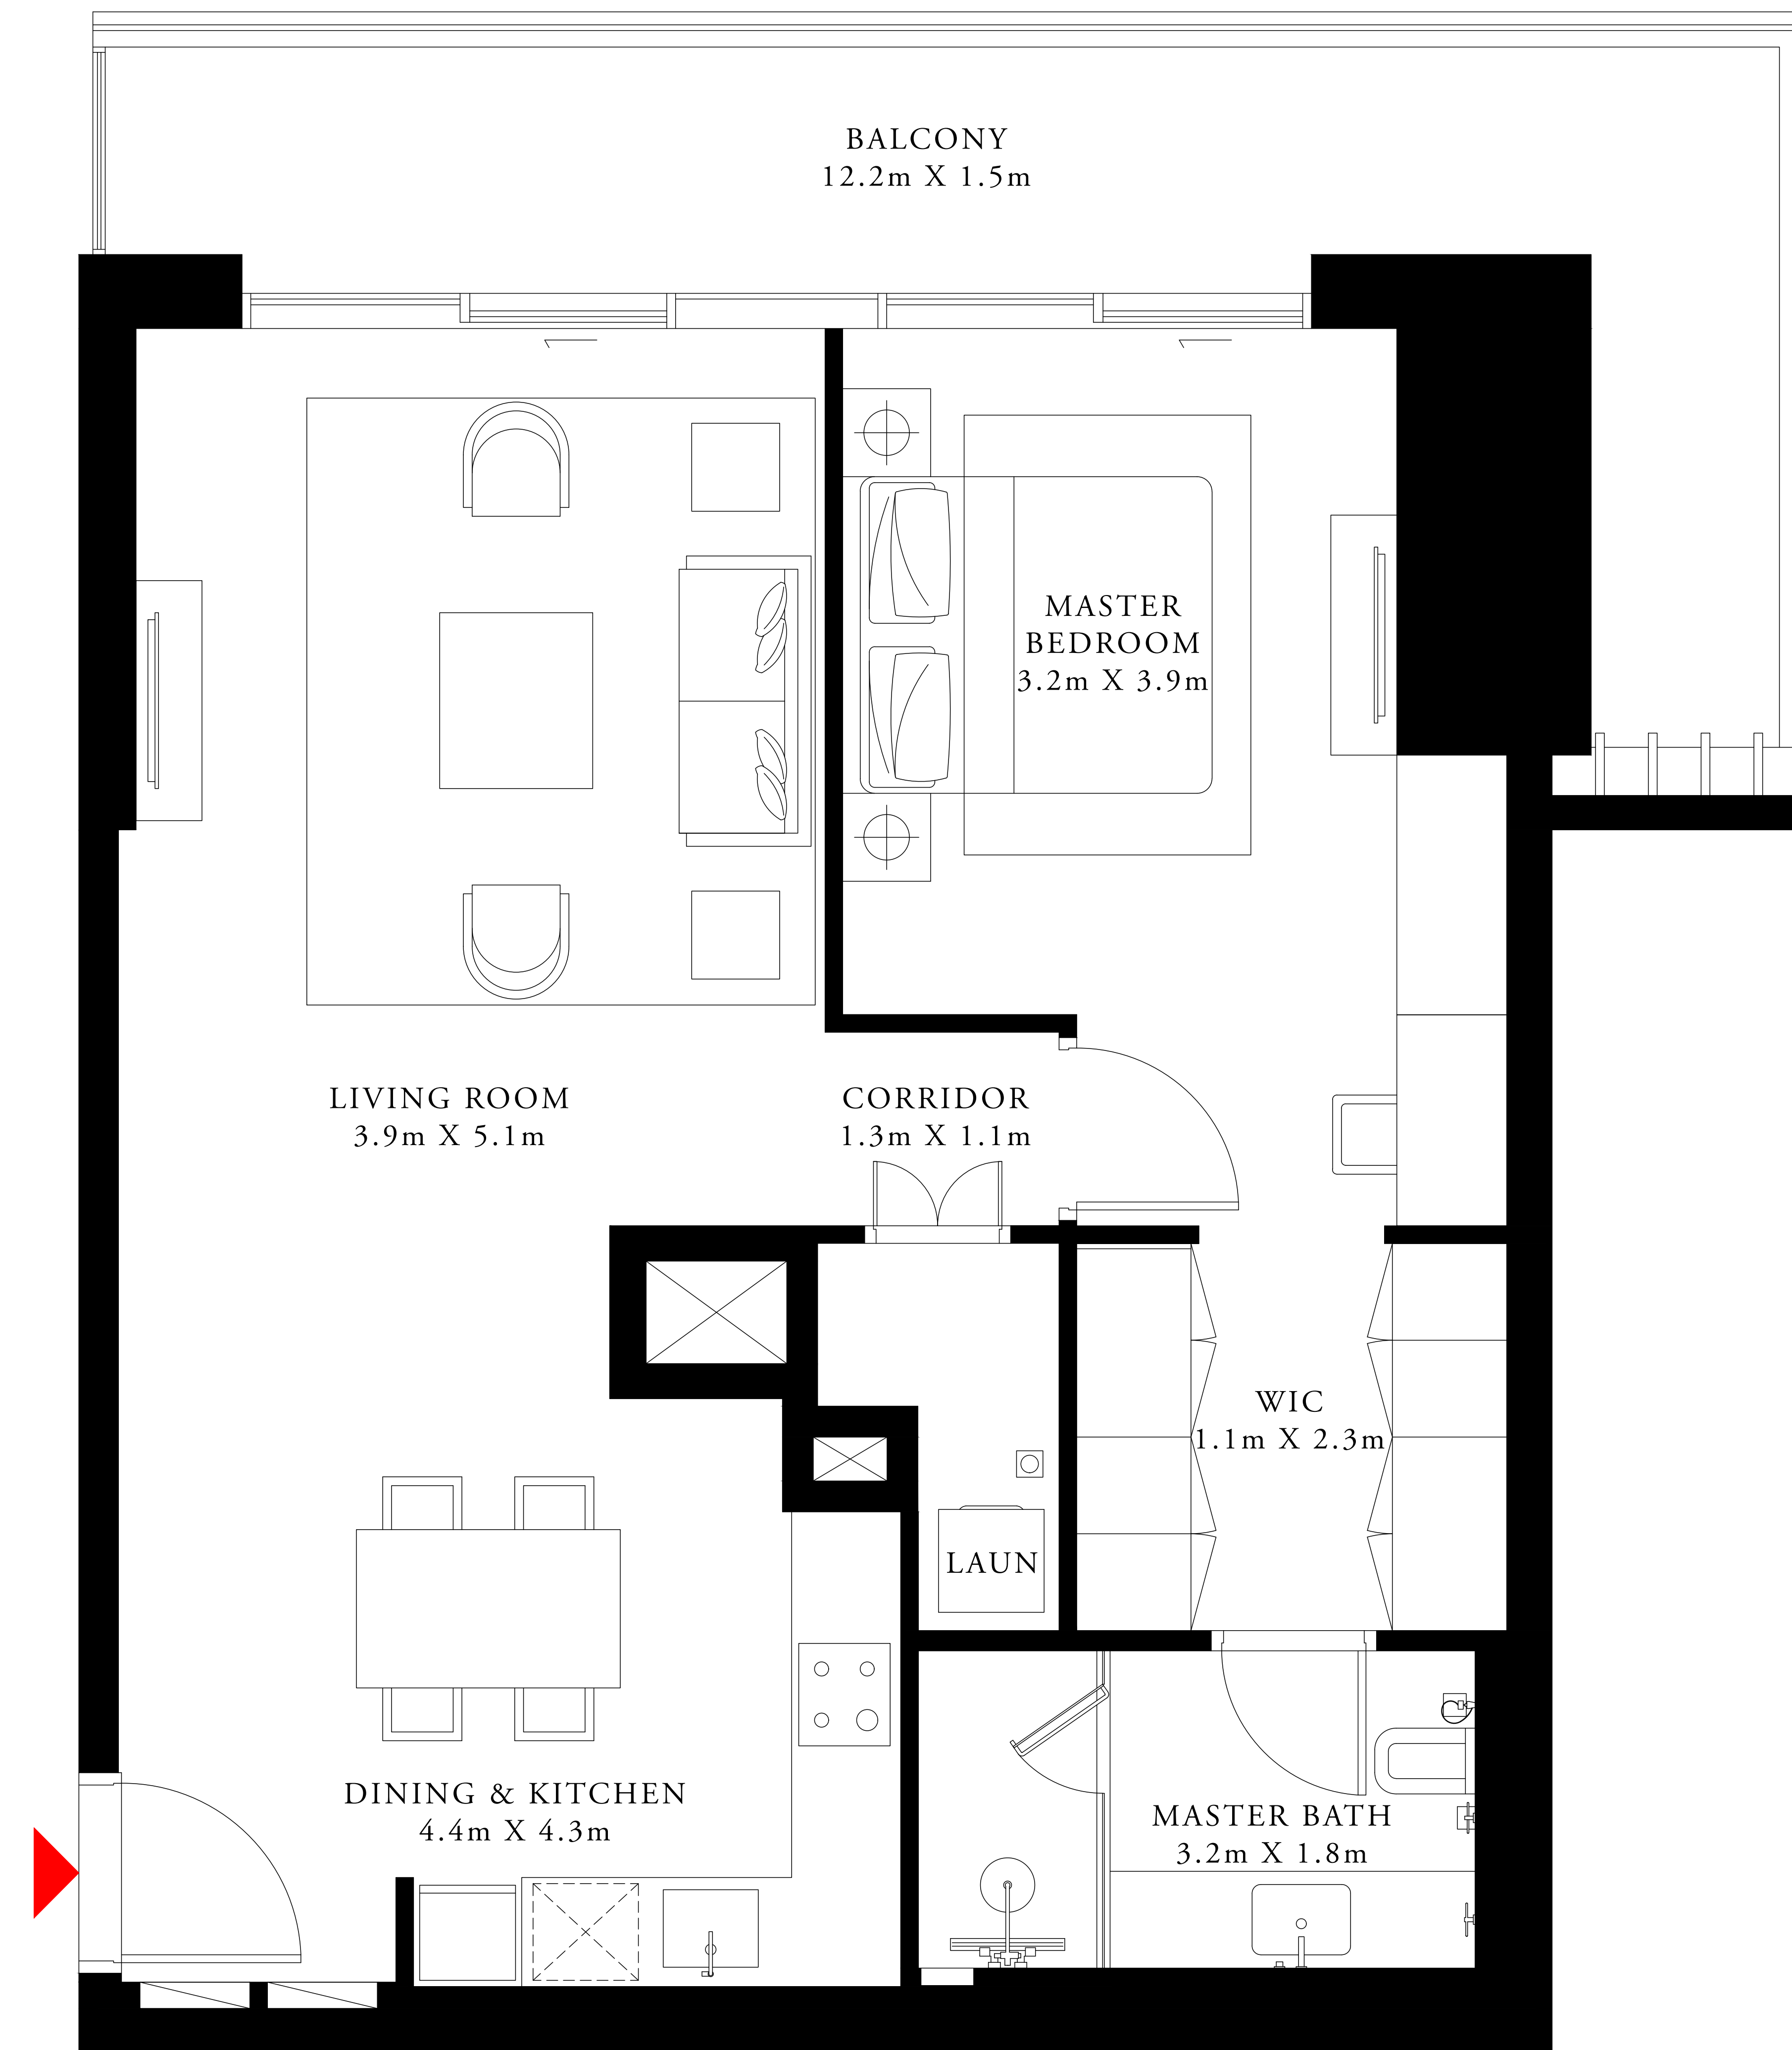 BALCONY
12.2m X 1.5m
MASTER
BEDROOM
3.2m X 3.9m
LIVING ROOM
3.9m X 5.1m
CORRIDOR
1.3m X 1.1m
WIC
1.1m X 2.3m
LAUN
DINING & KITCHEN
4.4m X 4.3m
MASTER BATH
3.2m X 1.8m